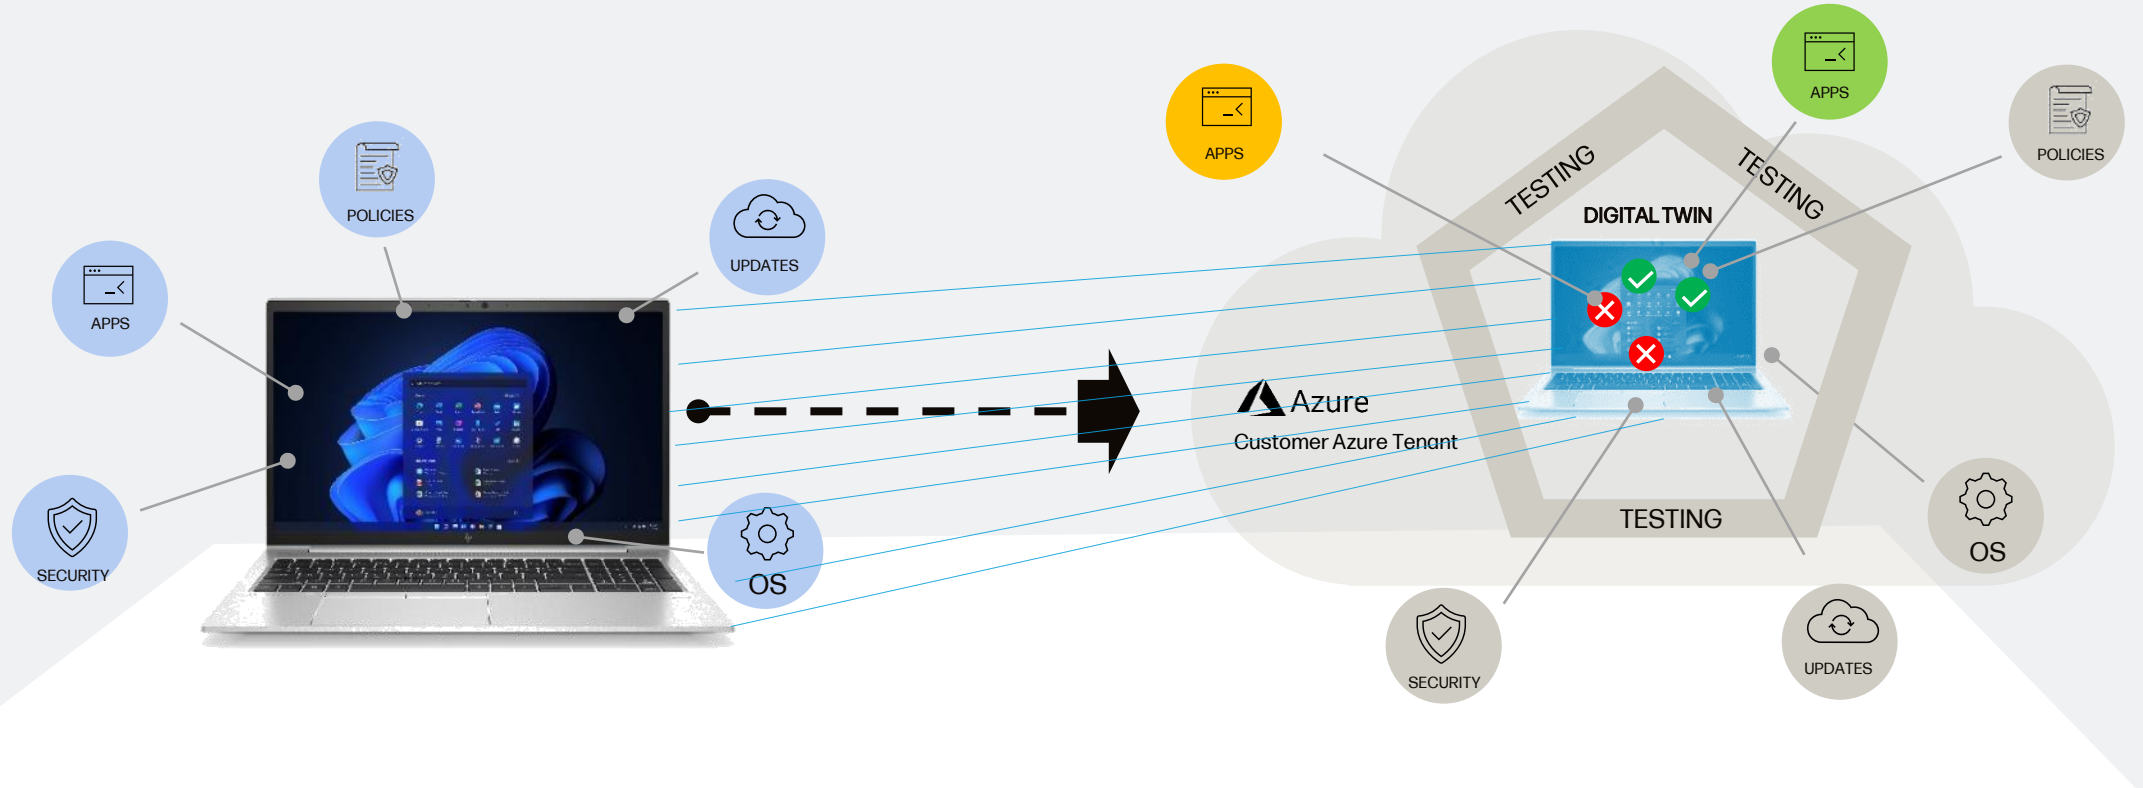 POLICIES
UPDATES
APPS
SECURITY
OS
APPS
APPS
POLICIES
TESTING
TESTING
DIGITAL TWIN
Azure
Customer Azure Tenant
TESTING
OS
SECURITY
UPDATES